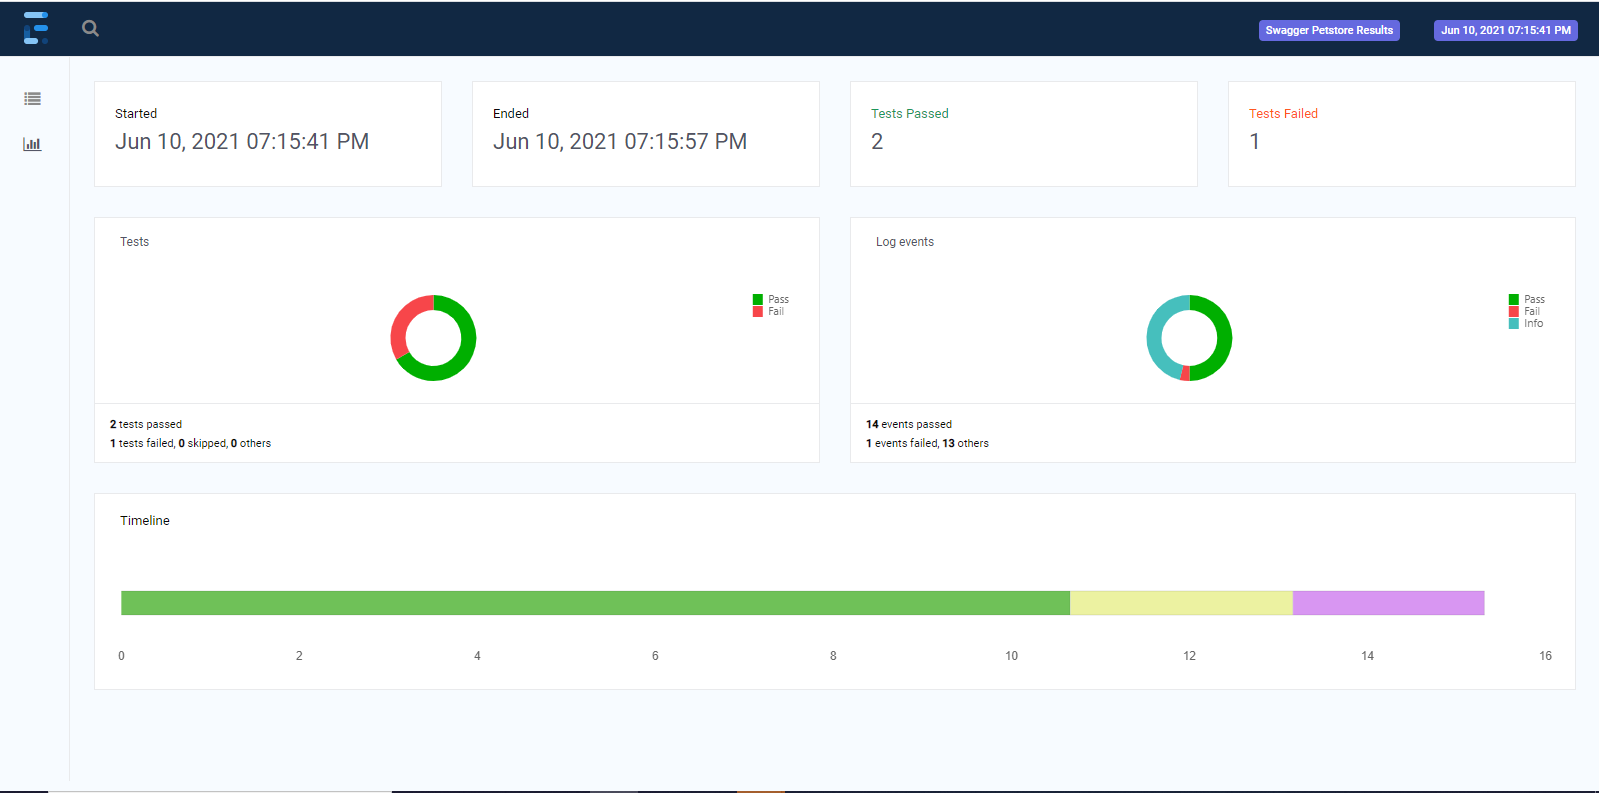 Swagger Petstore Results
Jun 10, 2021 07:15:41 PM
Started
Jun 10, 2021 07:15:41 PM
Ended
Jun 10, 2021 07:15:57 PM
Tests Passed
2
Tests Failed
1
Tests
Pass
Fail
2 tests passed
1 tests failed, 0 skipped, 0 others
Log events
Pass
Fail
Info
14 events passed
1 events failed, 13 others
Timeline
0 2 4 6 8 10 12 14 16